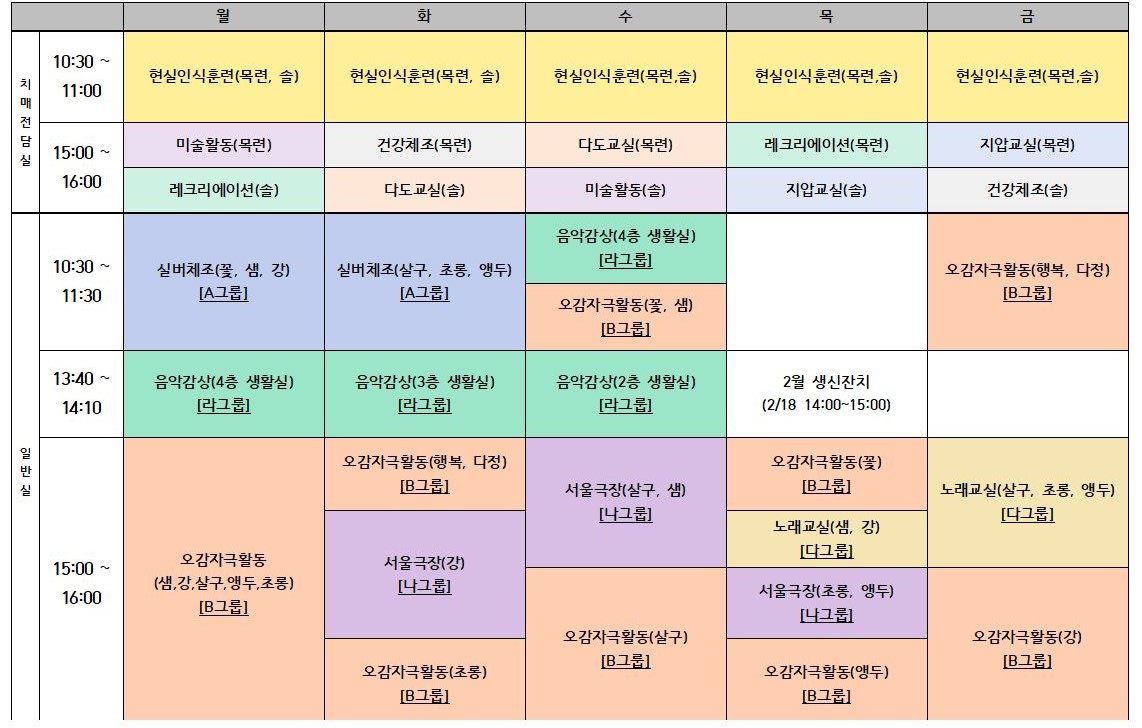 월 화 수 목 금
치매전담실
10:30 ~
11:00
현실인식훈련(목련, 솔) 현실인식훈련(목련, 솔) 현실인식훈련(목련,솔) 현실인식훈련(목련,솔) 현실인식훈련(목련,솔)
15:00 ~
16:00
미술활동(목련) 건강체조(목련) 다도교실(목련) 레크리에이션(목련) 지압교실(목련)
레크리에이션(솔) 다도교실(솔) 미술활동(솔) 지압교실(솔) 건강체조(솔)
일반실
10:30 ~
11:30
실버체조(꽃, 샘, 강)
[A그룹]
실버체조(살구, 초롱, 앵두)
[A그룹]
음악감상(4층 생활실)
[라그룹]
오감자극활동(꽃, 샘)
[B그룹]
오감자극활동(행복, 다정)
[B그룹]
13:40 ~
14:10
음악감상(4층 생활실)
[라그룹]
음악감상(3층 생활실)
[라그룹]
음악감상(2층 생활실)
[라그룹]
2월 생신잔치
(2/18 14:00~15:00)
15:00 ~
16:00
오감자극활동
(샘,강,살구,앵두,초롱)
[B그룹]
오감자극활동(행복, 다정)
[B그룹]
서울극장(강)
[나그룹]
오감자극활동(초롱)
[B그룹]
서울극장(살구, 샘)
[나그룹]
오감자극활동(살구)
[B그룹]
오감자극활동(꽃)
[B그룹]
노래교실(샘, 강)
[다그룹]
서울극장(초롱, 앵두)
[나그룹]
오감자극활동(앵두)
[B그룹]
노래교실(살구, 초롱, 앵두)
[다그룹]
오감자극활동(강)
[B그룹]